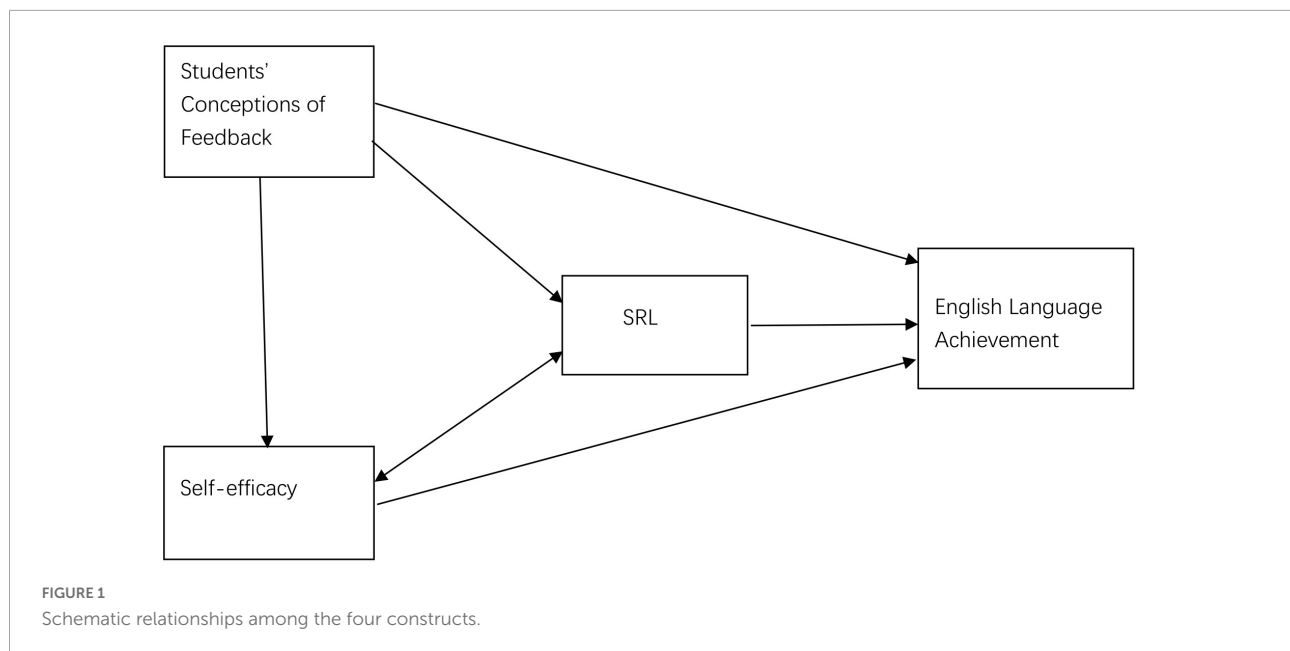 Students’
Conceptions of
Feedback
SRL
English Language
Achievement
Self-efficacy
FIGURE 1
Schematic relationships among the four constructs.